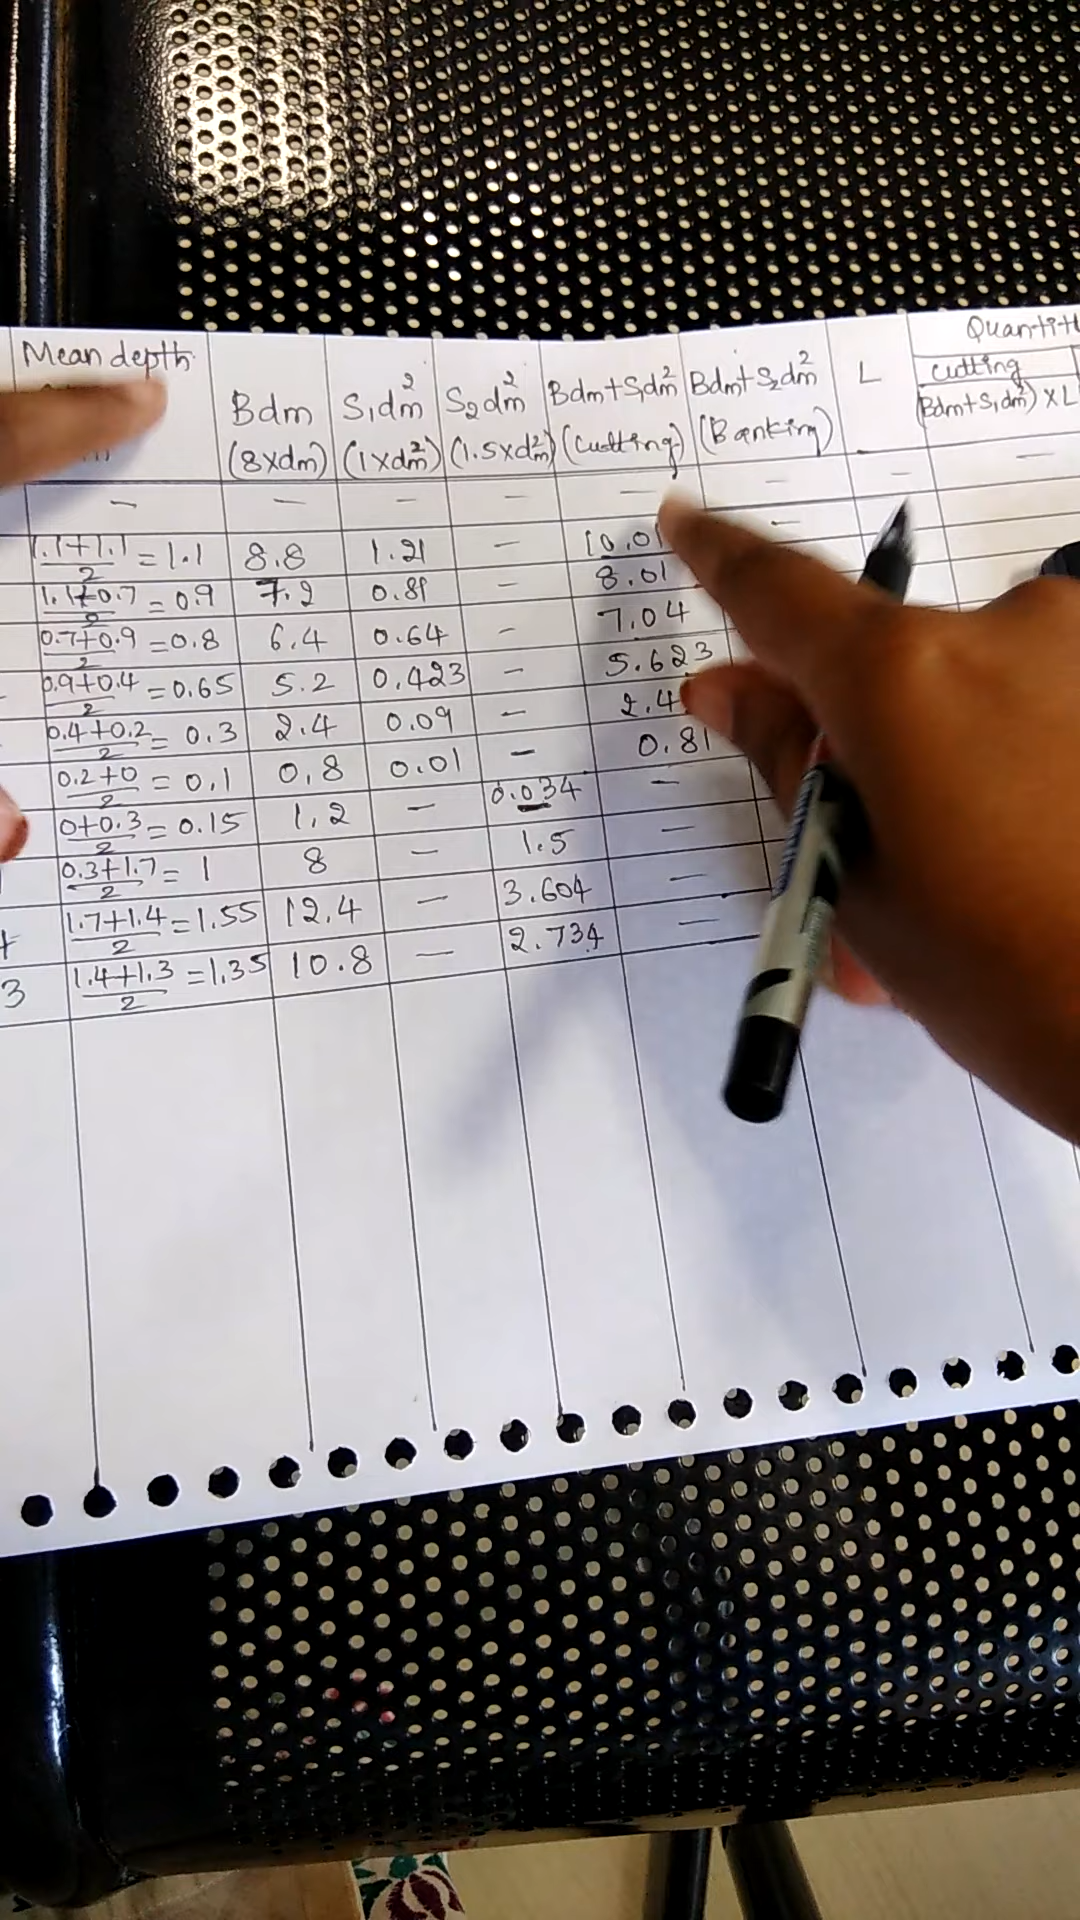 Mean depth
Bdm
(8xdm)
S₁dm²
(1xdm²)
S₂dm²
(1.5xdm²)
Bdm+S₁dm²
(Cutting)
Bdm+S₂dm²
(Banking)
L
Quantit
Cutting
(Bdm+S₁dm²)XL
— — — — — — — —
1.1+1.1/2 = 1.1 8.8 1.21 — 10.01 —
1.1+0.7/2 = 0.9 7.2 0.81 — 8.01
0.7+0.9/2 = 0.8 6.4 0.64 — 7.04
0.9+0.4/2 = 0.65 5.2 0.423 — 5.623
0.4+0.2/2 = 0.3 2.4 0.09 — 2.4
0.2+0/2 = 0.1 0.8 0.01 — 0.81
0+0.3/2 = 0.15 1.2 — 0.034 —
0.3+1.7/2 = 1 8 — 1.5 —
1.7+1.4/2 = 1.55 12.4 — 3.604 —
3 1.4+1.3/2 = 1.35 10.8 — 2.734 —